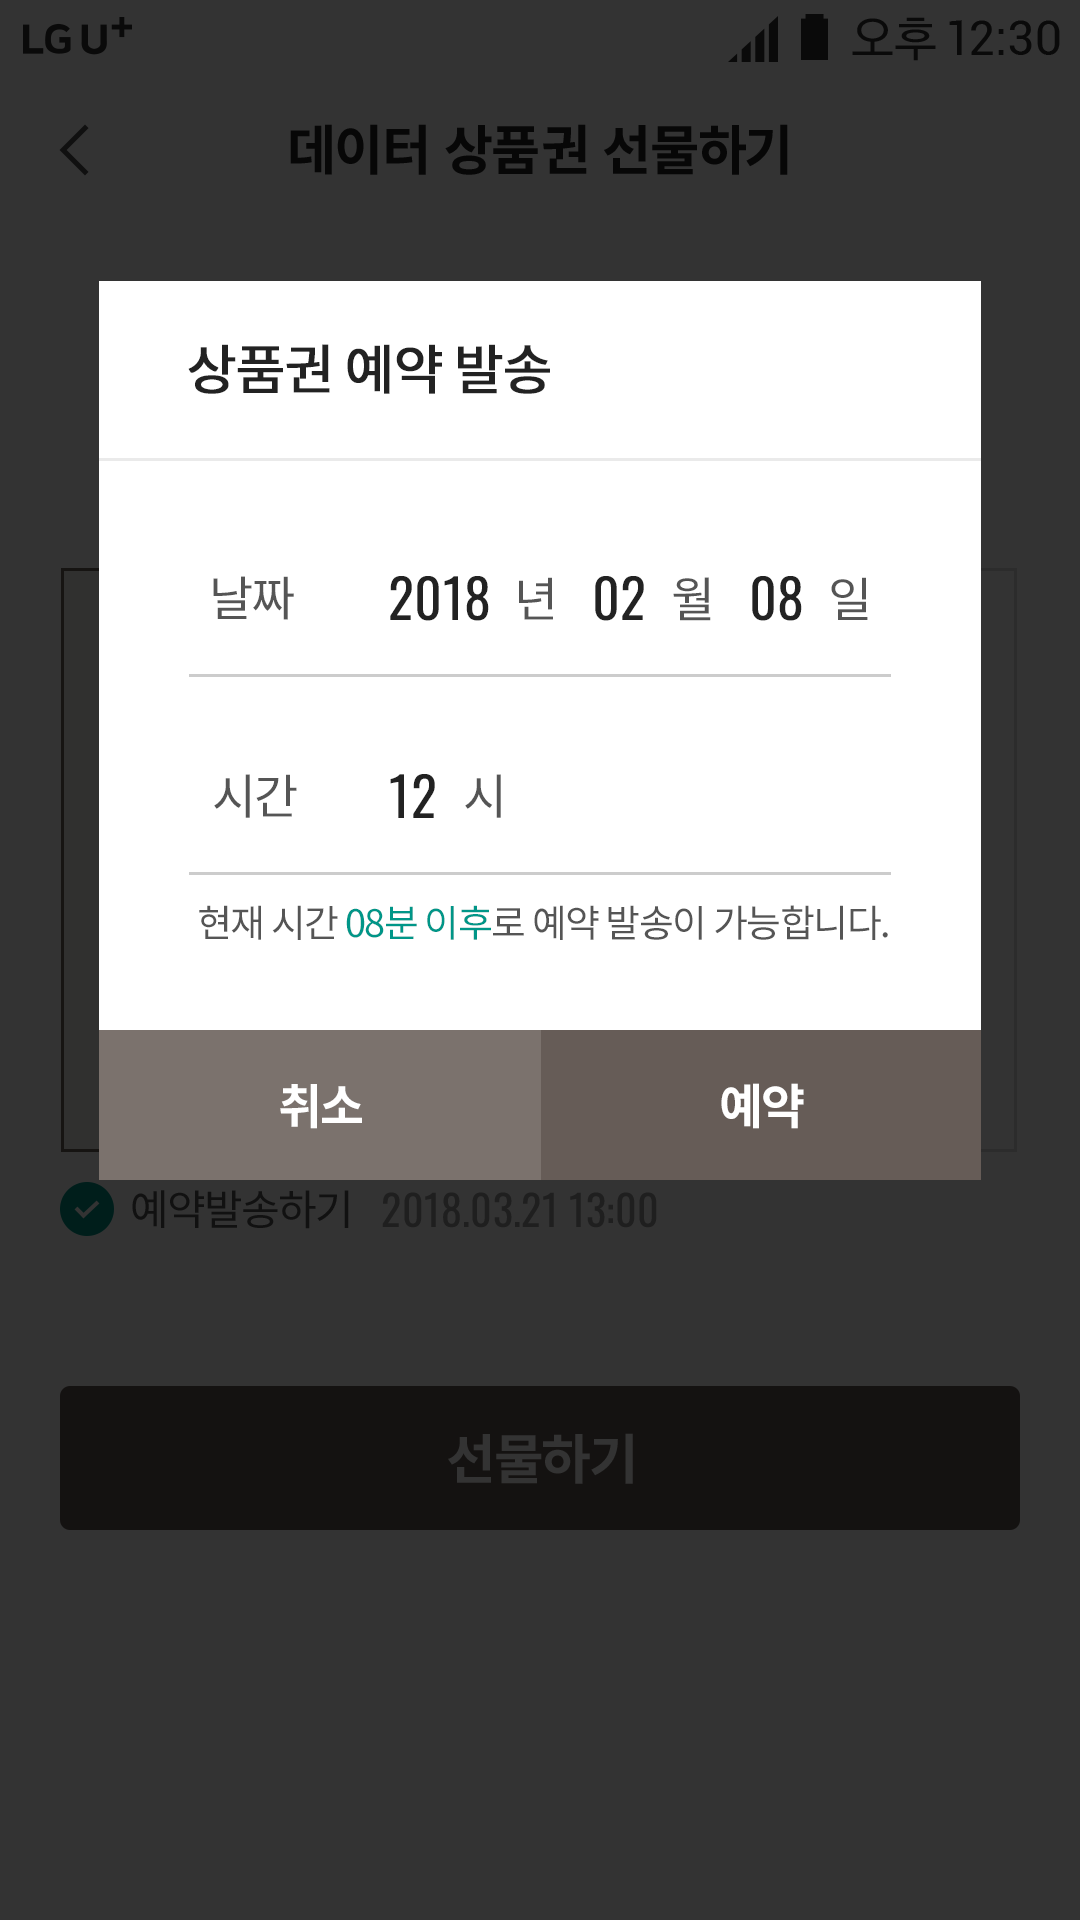 LG U+ 오후 12:30
데이터 상품권 선물하기
상품권 예약 발송
날짜 2018 년 02 월 08 일
시간 12 시
현재 시간 08분 이후로 예약 발송이 가능합니다.
취소 예약
예약발송하기 2018.03.21 13:00
선물하기